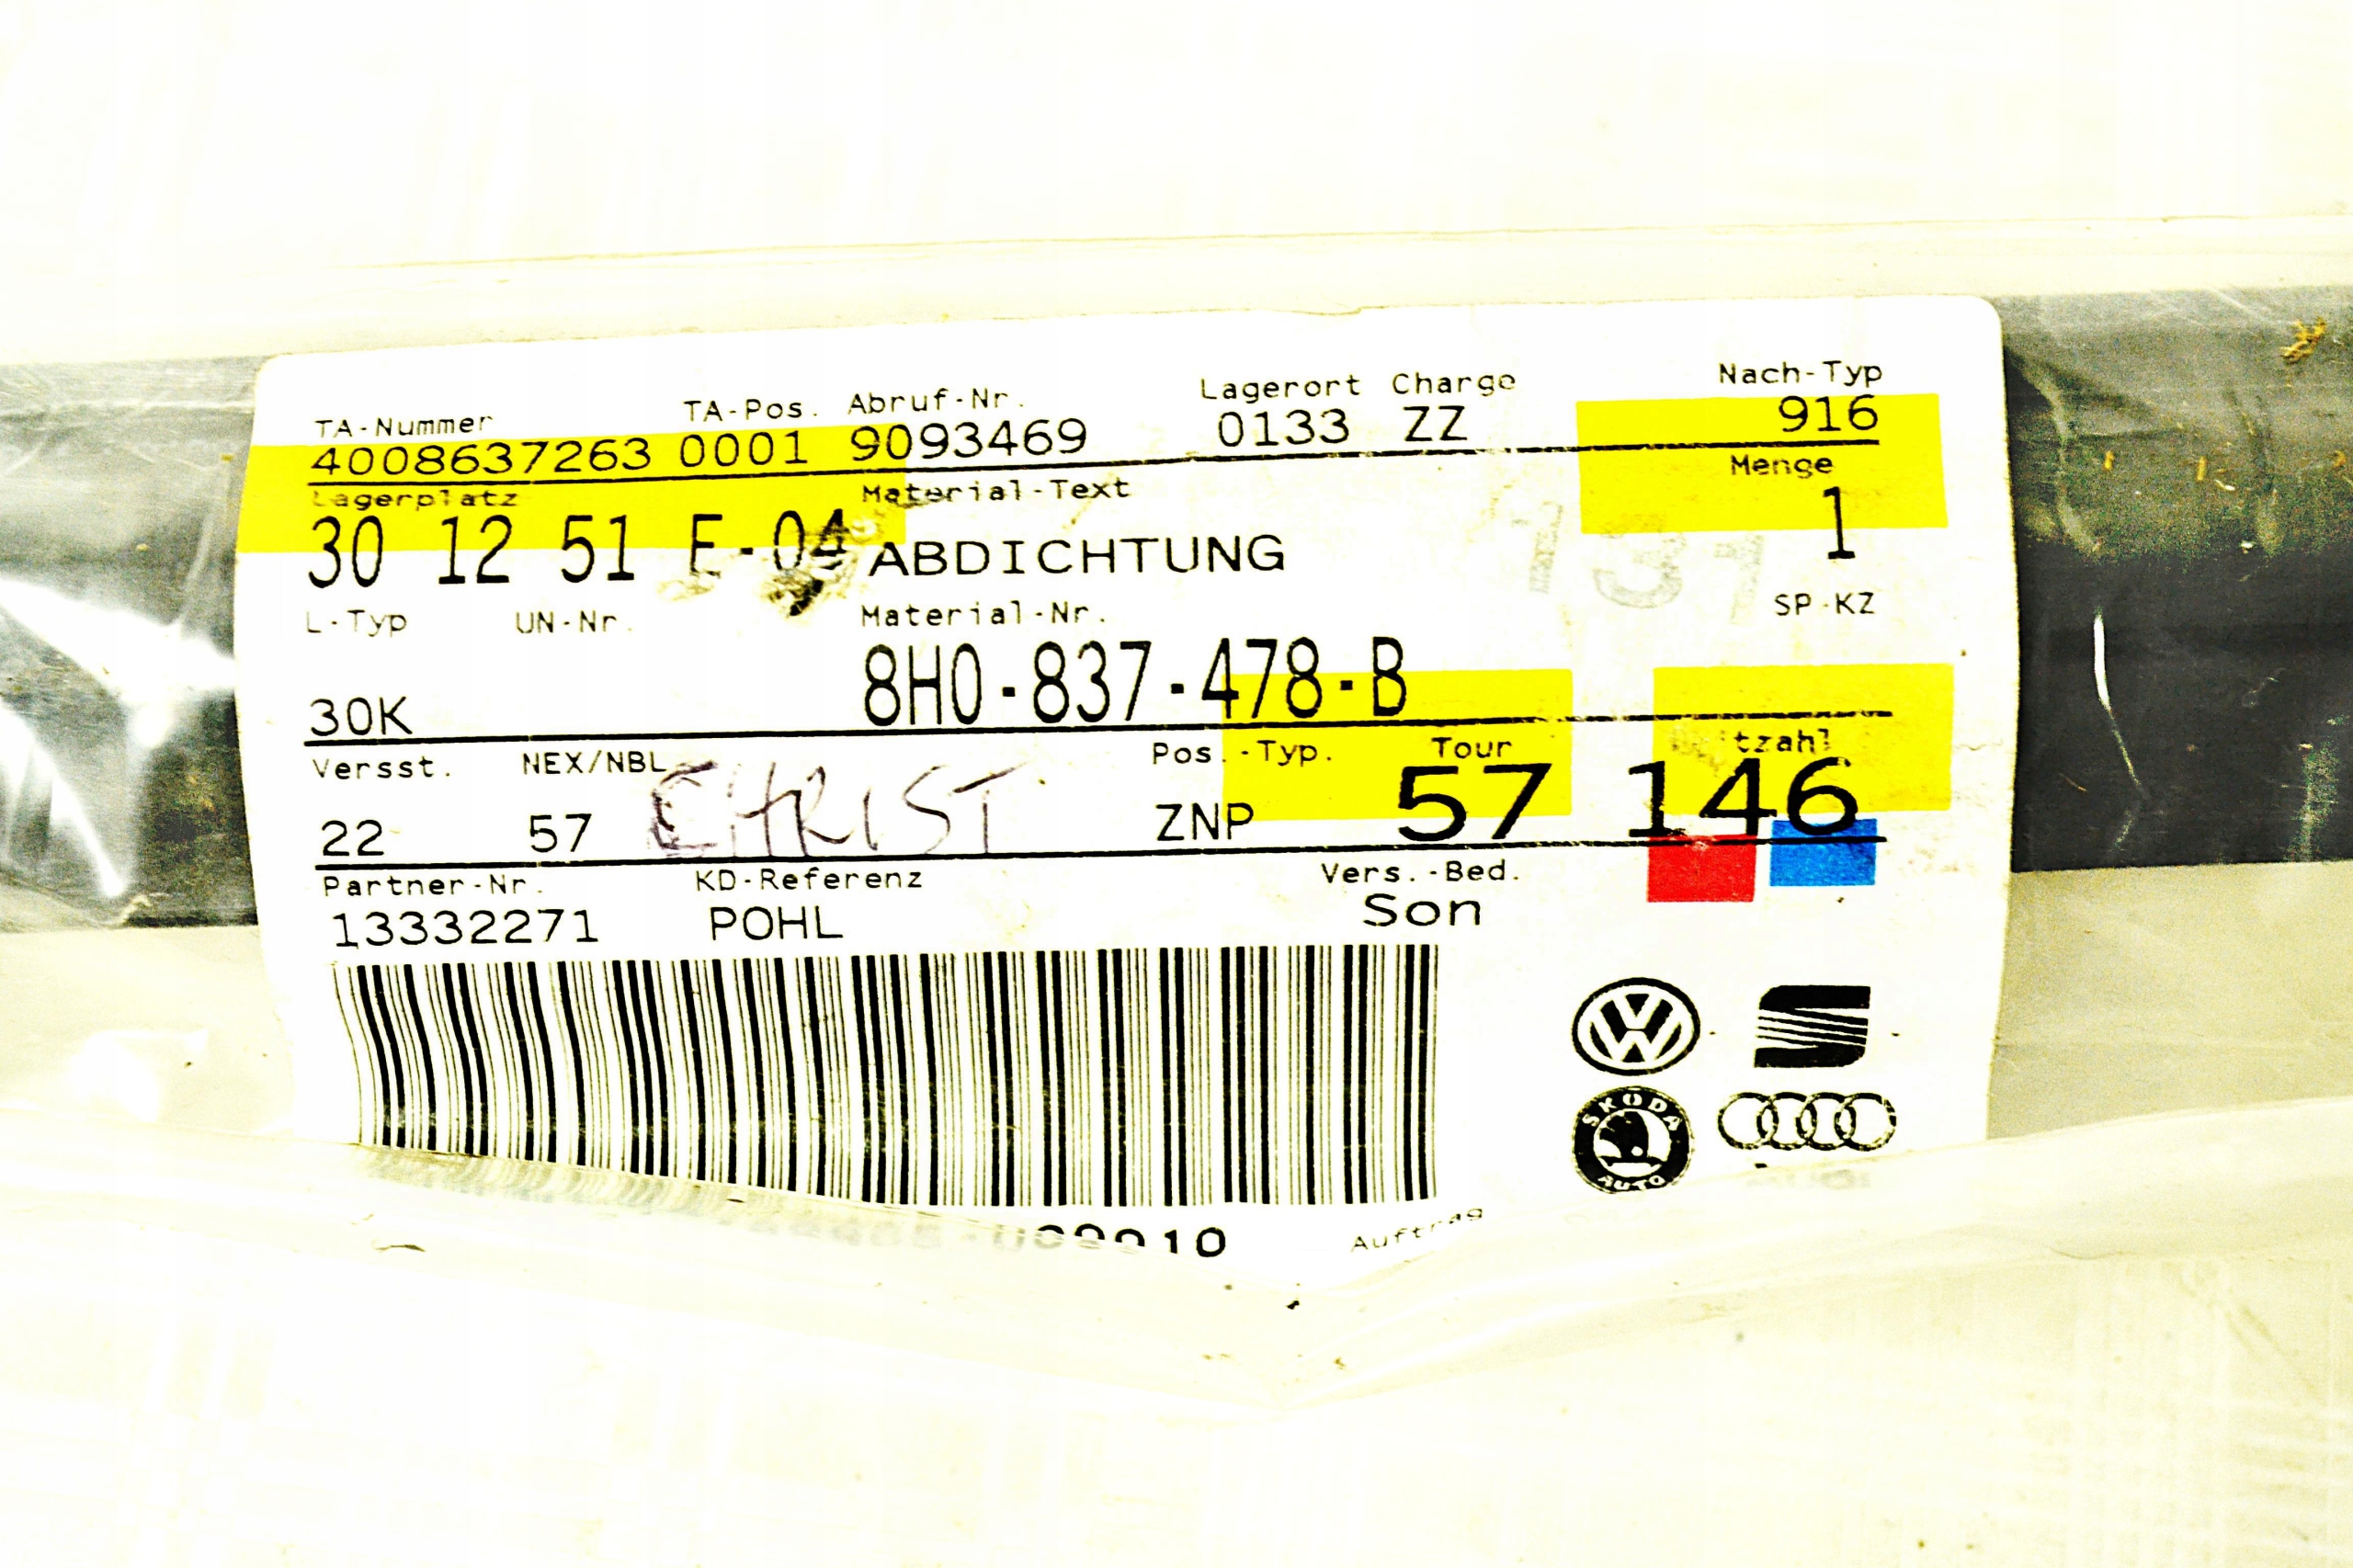 TA-Nummer TA-Pos. Abruf-Nr. Lagerort Charge Nach-Typ
4008637263 0001 9093469 0133 ZZ 916
Lagerplatz Material-Text Menge
30 12 51 E-04 ABDICHTUNG 1
L-Typ UN-Nr. Material-Nr. SP-KZ
30K 8H0-837-478-B
Versst. NEX/NBL Pos.-Typ. Tour
22 57 CHRIST ZNP 57 146
Partner-Nr. KD-Referenz Vers.-Bed.
13332271 POHL Son
SKODA
AUTO
Auftrag